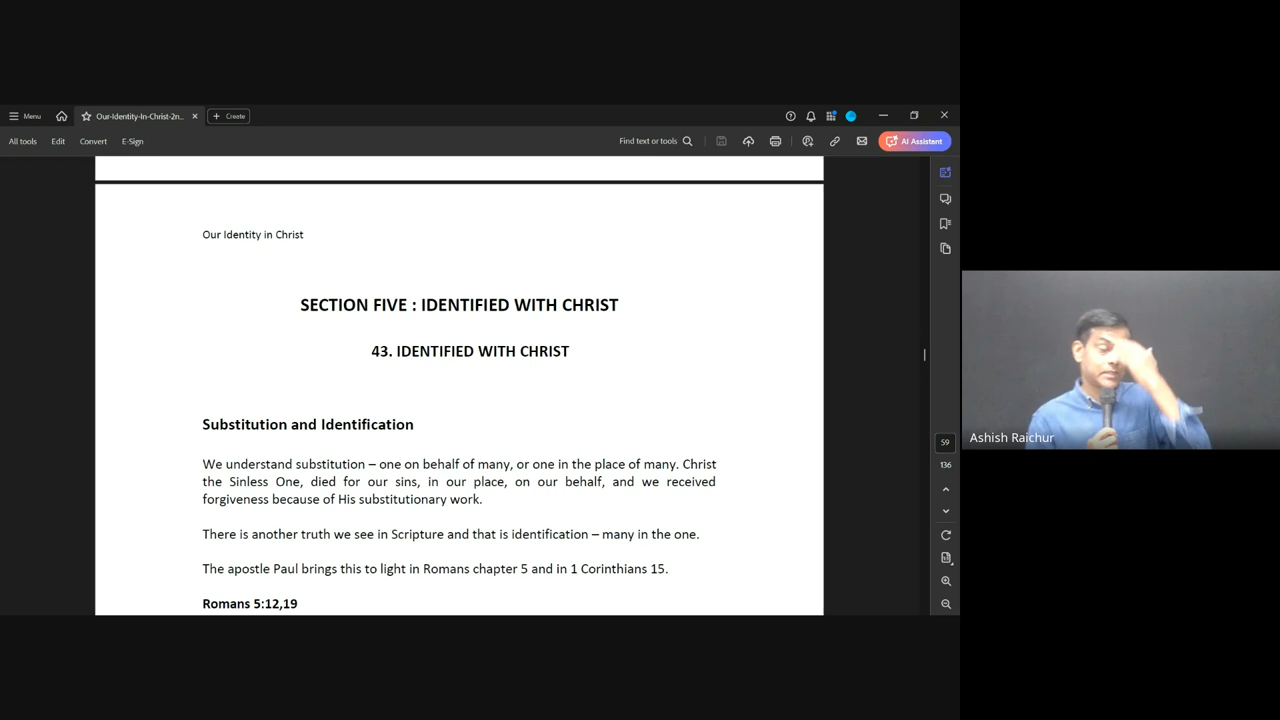 Menu
Our-Identity-In-Christ-2n...
Create
All tools
Edit
Convert
E-Sign
Find text or tools
AI Assistant
Our Identity in Christ
SECTION FIVE : IDENTIFIED WITH CHRIST
43. IDENTIFIED WITH CHRIST
Substitution and Identification
We understand substitution – one on behalf of many, or one in the place of many. Christ
the Sinless One, died for our sins, in our place, on our behalf, and we received
forgiveness because of His substitutionary work.
There is another truth we see in Scripture and that is identification – many in the one.
The apostle Paul brings this to light in Romans chapter 5 and in 1 Corinthians 15.
Romans 5:12,19
59
136
Ashish Raichur